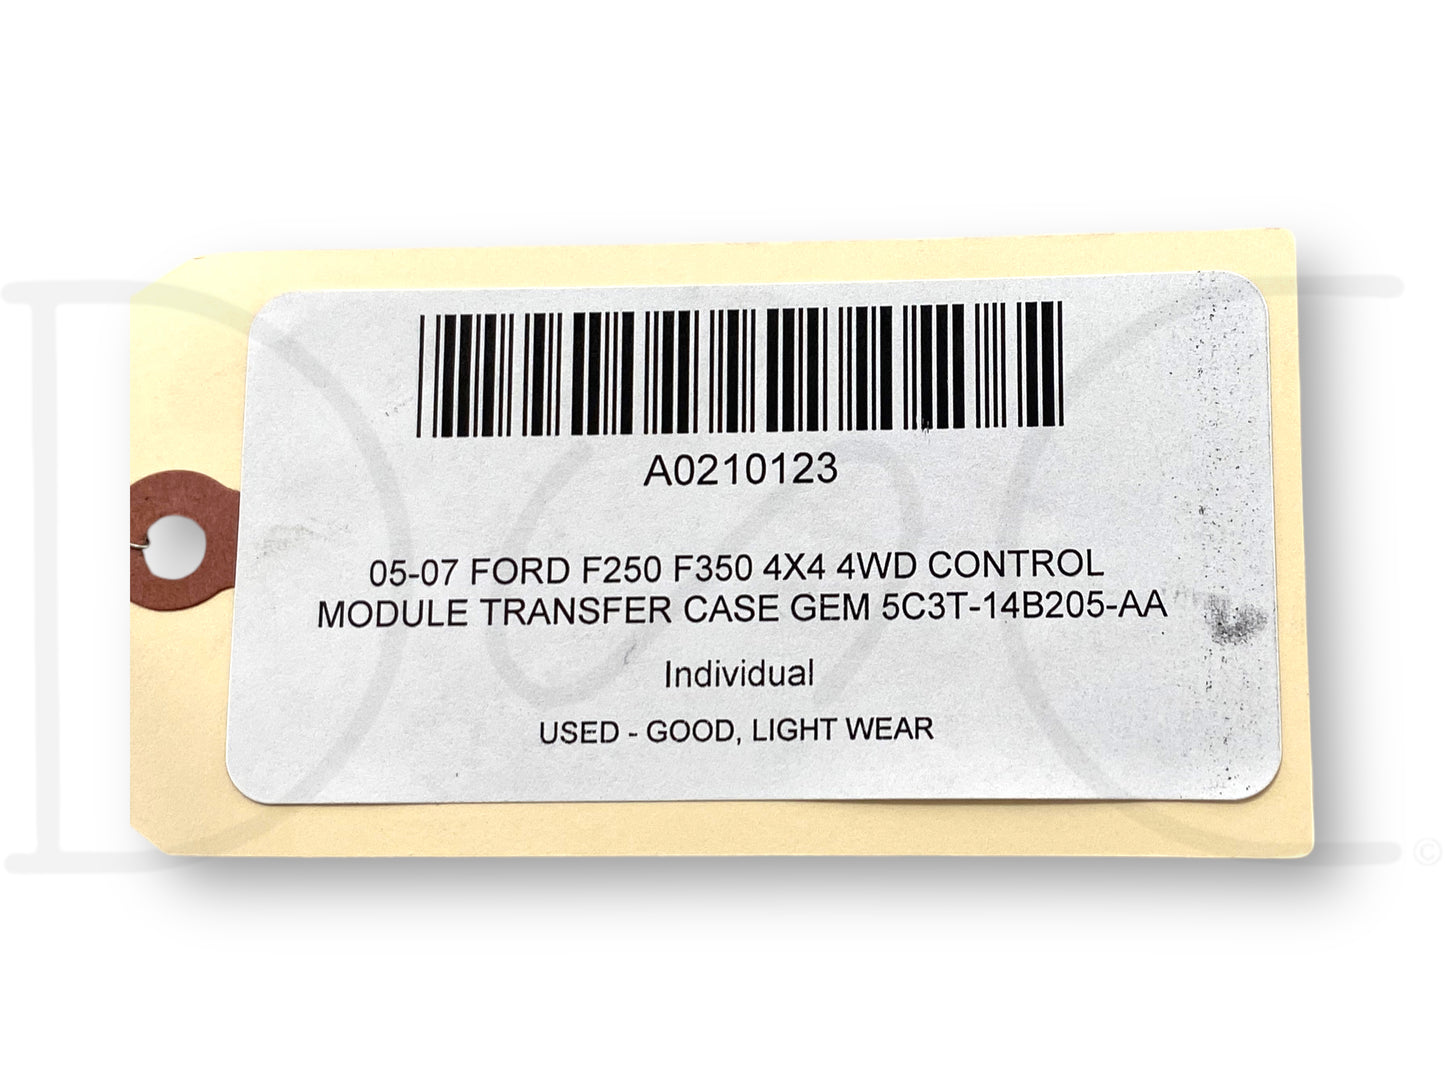 A0210123
05-07 FORD F250 F350 4X4 4WD CONTROL
MODULE TRANSFER CASE GEM 5C3T-14B205-AA
Individual
USED - GOOD, LIGHT WEAR
©